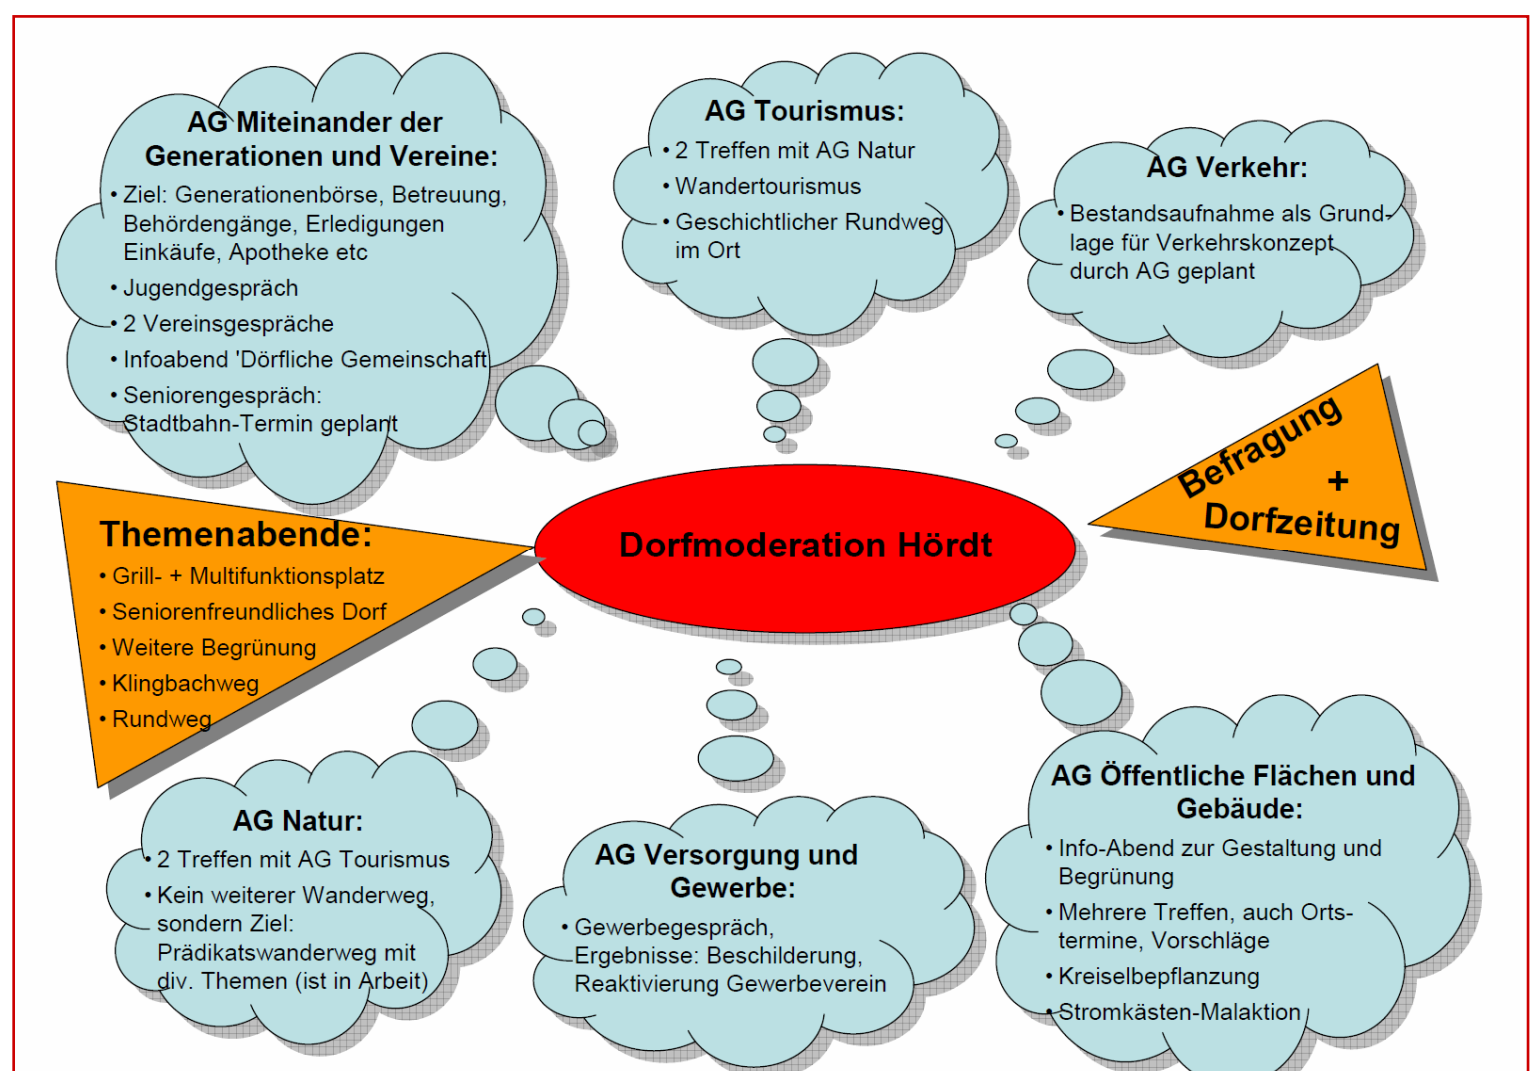 AG Miteinander der
Generationen und Vereine:
• Ziel: Generationenbörse, Betreuung,
Behördengänge, Erledigungen
Einkäufe, Apotheke etc
• Jugendgespräch
• 2 Vereinsgespräche
• Infoabend 'Dörfliche Gemeinschaft
• Seniorengespräch:
Stadtbahn-Termin geplant
AG Tourismus:
• 2 Treffen mit AG Natur
• Wandertourismus
• Geschichtlicher Rundweg
im Ort
AG Verkehr:
• Bestandsaufnahme als Grund-
lage für Verkehrskonzept
durch AG geplant
Themenabende:
• Grill- + Multifunktionsplatz
• Seniorenfreundliches Dorf
• Weitere Begrünung
• Klingbachweg
• Rundweg
Dorfmoderation Hördt
Befragung
+
Dorfzeitung
AG Natur:
• 2 Treffen mit AG Tourismus
• Kein weiterer Wanderweg,
sondern Ziel:
Prädikatswanderweg mit
div. Themen (ist in Arbeit)
AG Versorgung und
Gewerbe:
• Gewerbegespräch,
Ergebnisse: Beschilderung,
Reaktivierung Gewerbeverein
AG Öffentliche Flächen und
Gebäude:
• Info-Abend zur Gestaltung und
Begrünung
• Mehrere Treffen, auch Orts-
termine, Vorschläge
• Kreiselbepflanzung
• Stromkästen-Malaktion